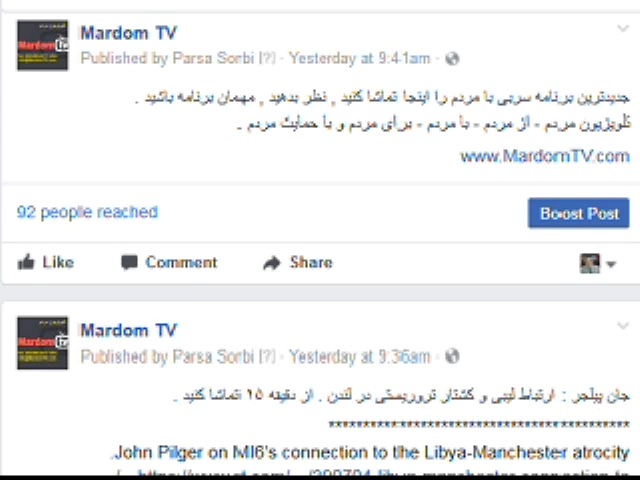 Mardom TV
Published by Parsa Sorbi [?] · Yesterday at 9:41am ·
جدیدترین برنامه سربی با مردم را اینجا تماشا کنید , نظر بدهید , مهمان برنامه باشید .
تلویزیون مردم - از مردم - با مردم - برای مردم و با حمایت مردم .
www.MardomTV.com
92 people reached
Boost Post
Like Comment Share
Mardom TV
Published by Parsa Sorbi [?] · Yesterday at 9:36am ·
جان پیلجر : ارتباط لیبی و کشتار تروریستی در لندن . از دقیقه ۱۵ تماشا کنید .
*******************************************
.John Pilger on MI6's connection to the Libya-Manchester atrocity